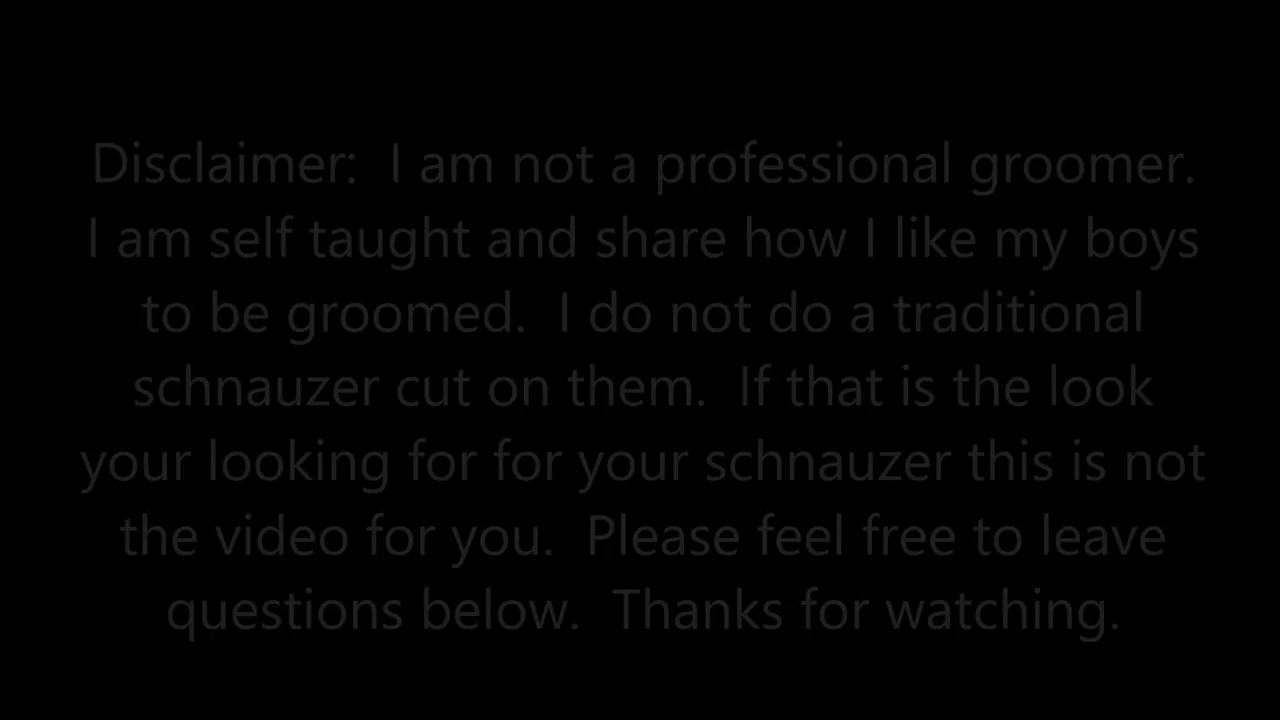 Disclaimer:  I am not a professional groomer.
I am self taught and share how I like my boys
to be groomed.  I do not do a traditional
schnauzer cut on them.  If that is the look
your looking for for your schnauzer this is not
the video for you.  Please feel free to leave
questions below.  Thanks for watching.